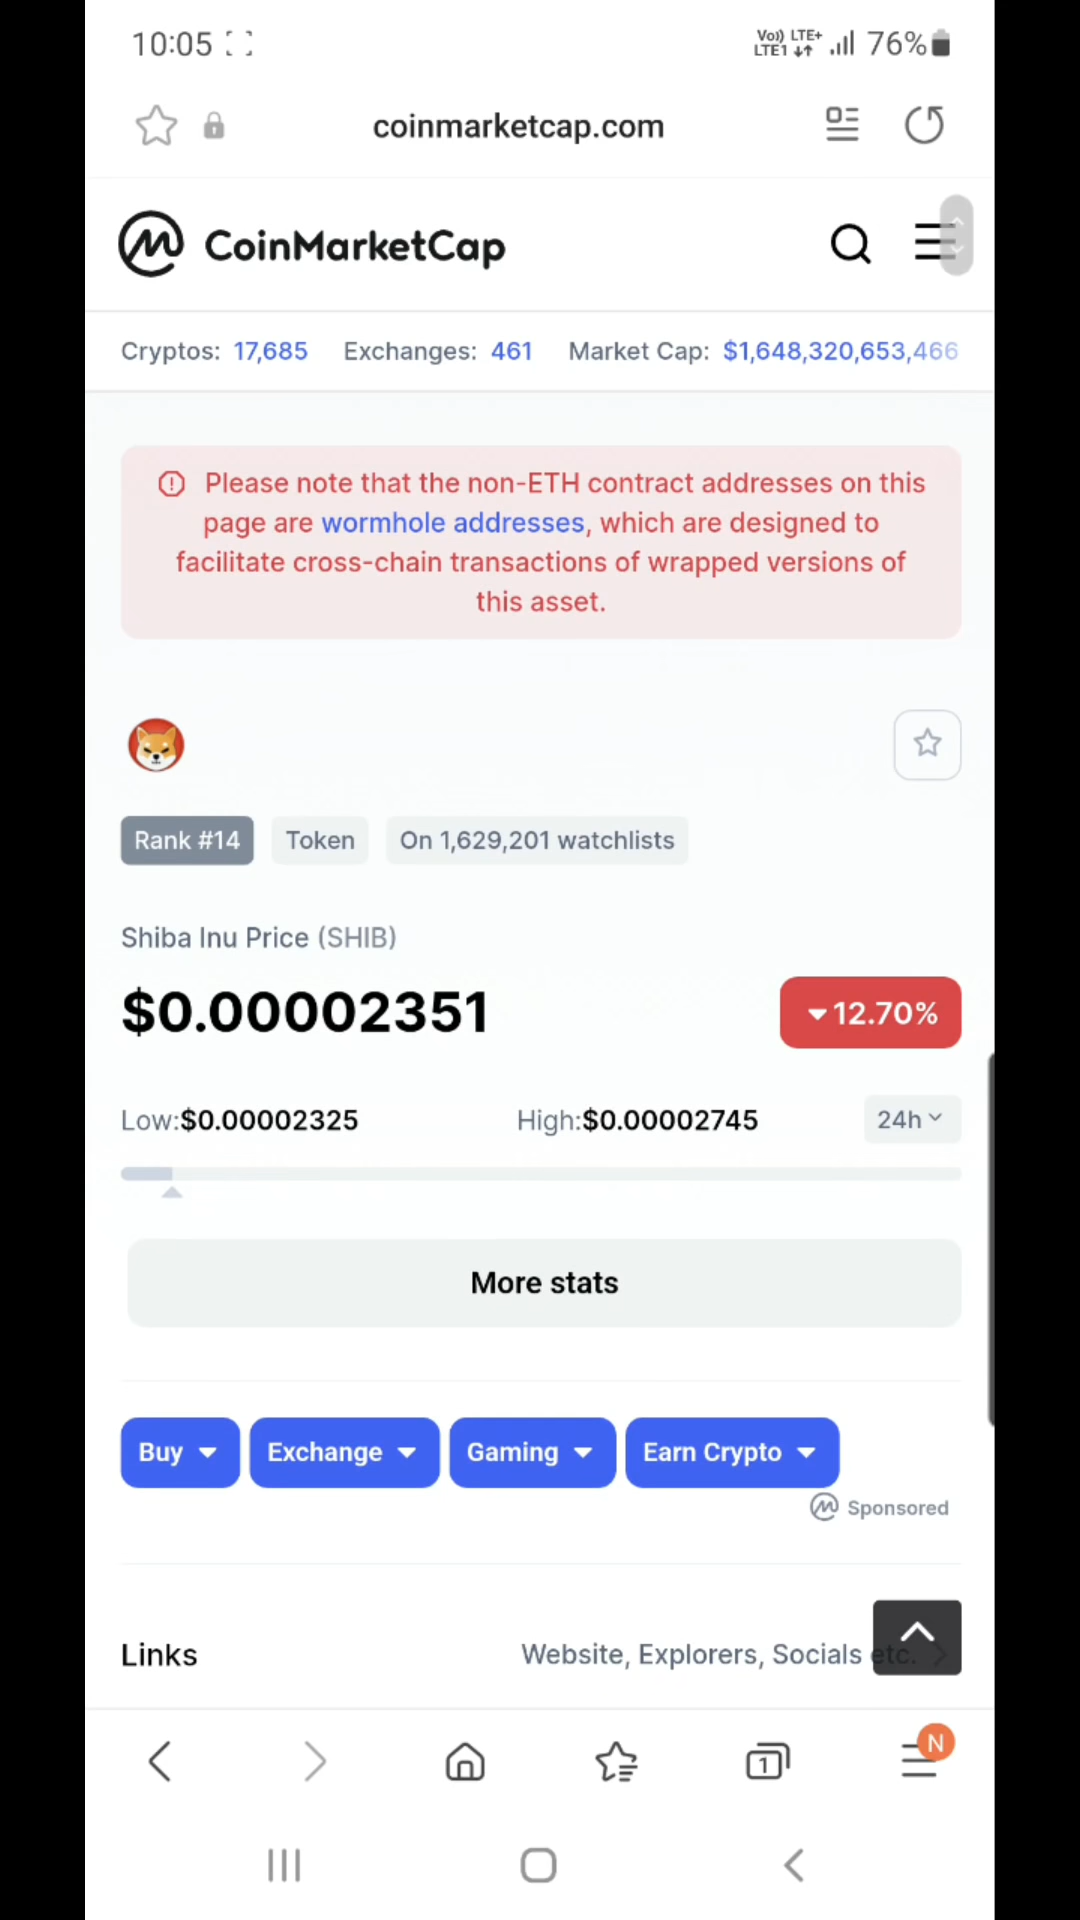 10:05
Vo)) LTE+
LTE1
76%
coinmarketcap.com
CoinMarketCap
Cryptos: 17,685 Exchanges: 461 Market Cap: $1,648,320,653,466
Please note that the non-ETH contract addresses on this
page are wormhole addresses, which are designed to
facilitate cross-chain transactions of wrapped versions of
this asset.
Rank #14 Token On 1,629,201 watchlists
Shiba Inu Price (SHIB)
$0.00002351
12.70%
Low:$0.00002325 High:$0.00002745 24h
More stats
Buy Exchange Gaming Earn Crypto
Sponsored
Links Website, Explorers, Socials etc.
1
N